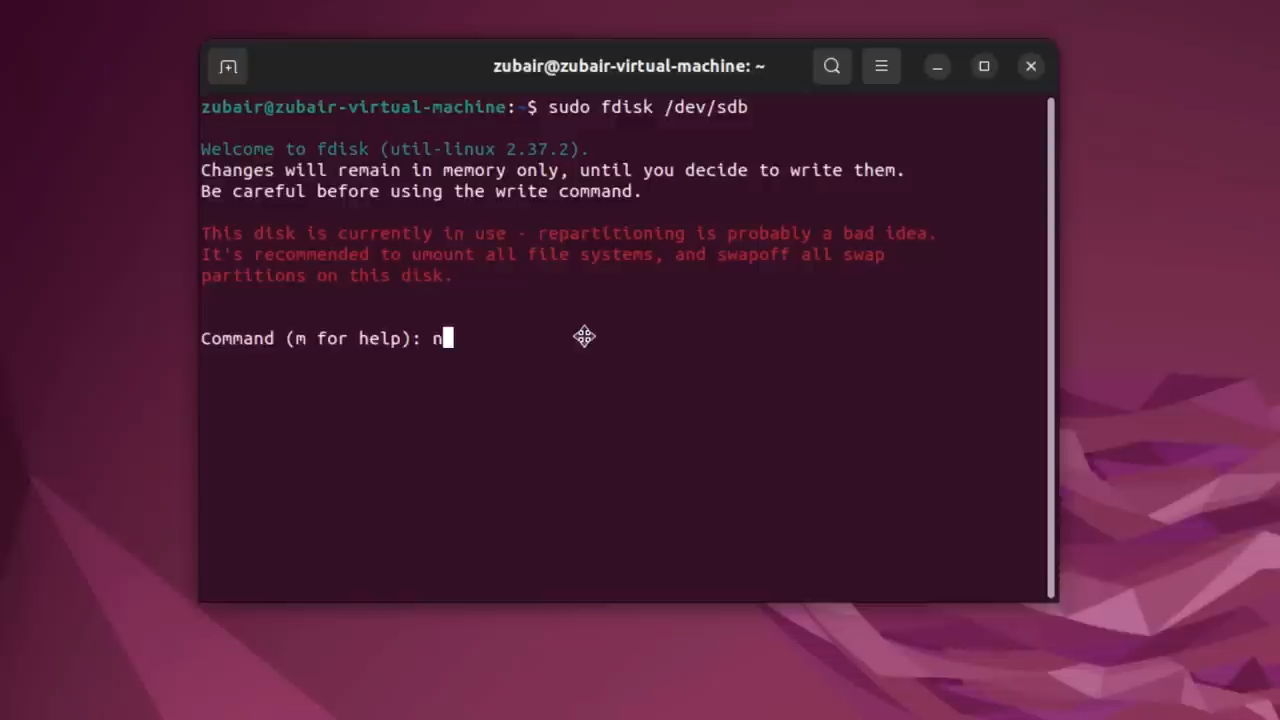 zubair@zubair-virtual-machine: ~
zubair@zubair-virtual-machine:~$ sudo fdisk /dev/sdb
Welcome to fdisk (util-linux 2.37.2).
Changes will remain in memory only, until you decide to write them.
Be careful before using the write command.
This disk is currently in use - repartitioning is probably a bad idea.
It's recommended to umount all file systems, and swapoff all swap
partitions on this disk.
Command (m for help): n